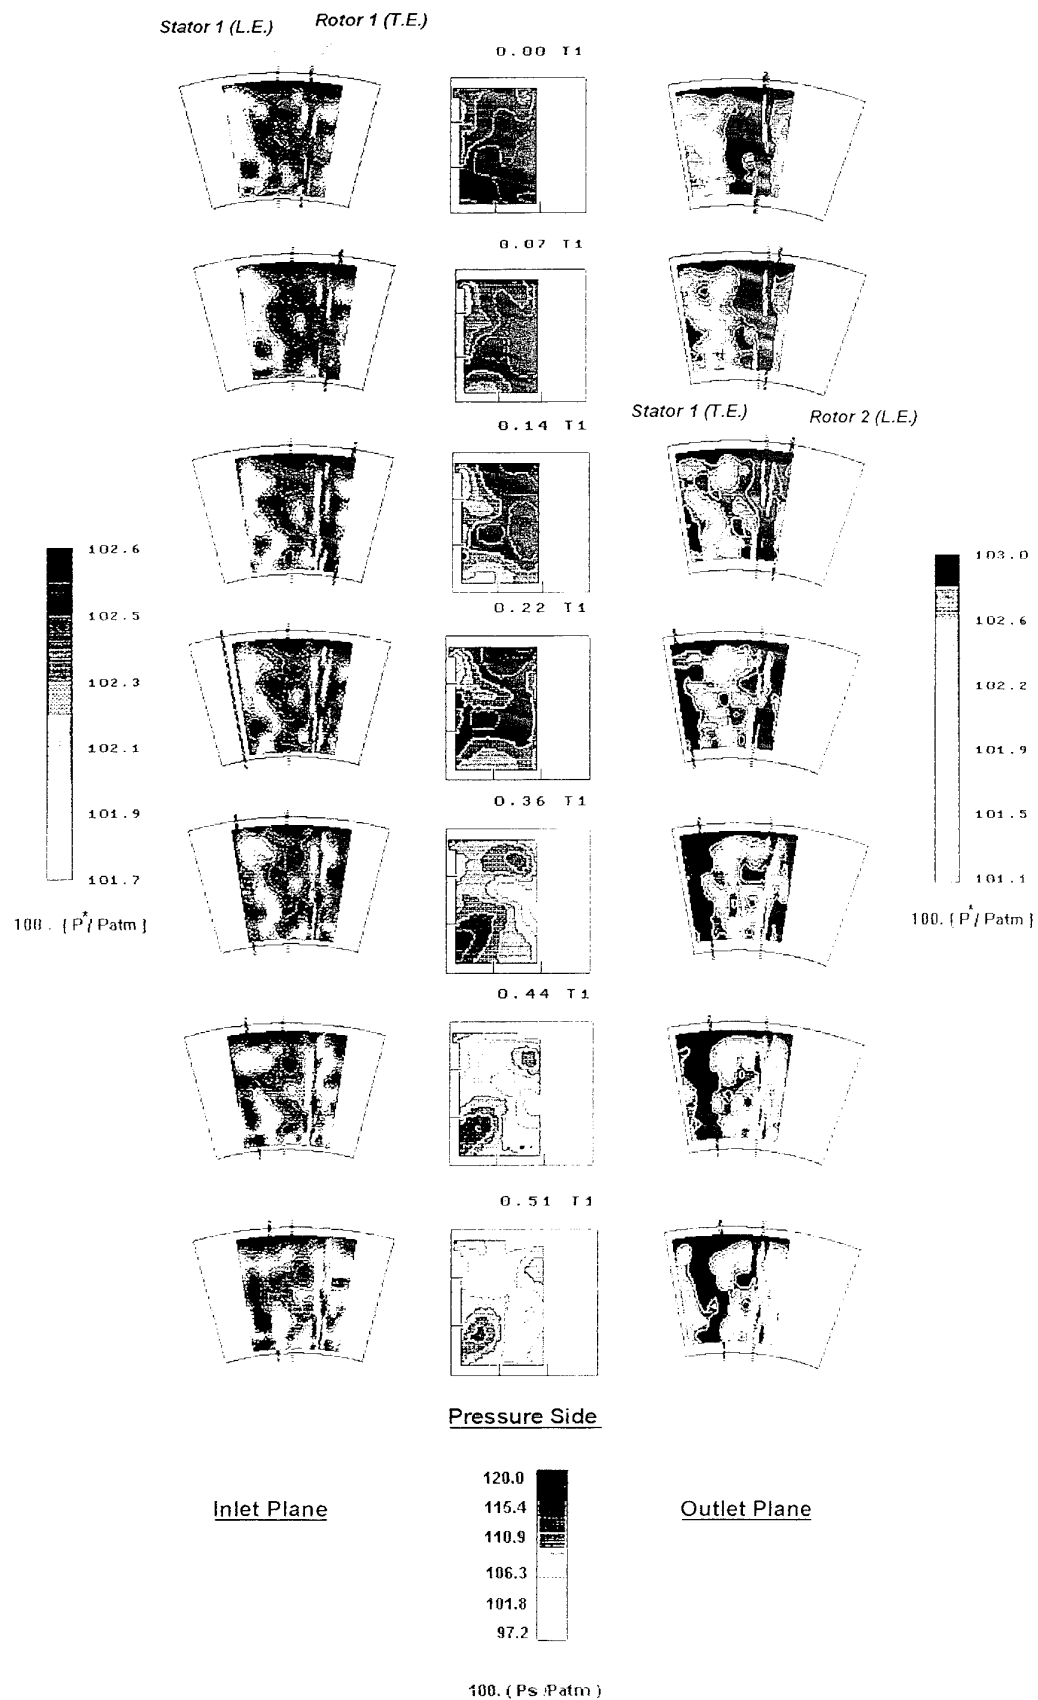 Stator 1 (L.E.) Rotor 1 (T.E.)
0.00 T1
0.07 T1
Stator 1 (T.E.) Rotor 2 (L.E.)
0.14 T1
102.6
102.5
102.3
102.1
101.9
101.7
100. ( P*/ Patm )
0.22 T1
0.36 T1
0.44 T1
0.51 T1
103.0
102.6
102.2
101.9
101.5
101.1
100. ( P*/ Patm )
Pressure Side
Inlet Plane
120.0
115.4
110.9
106.3
101.8
97.2
100. ( Ps /Patm )
Outlet Plane